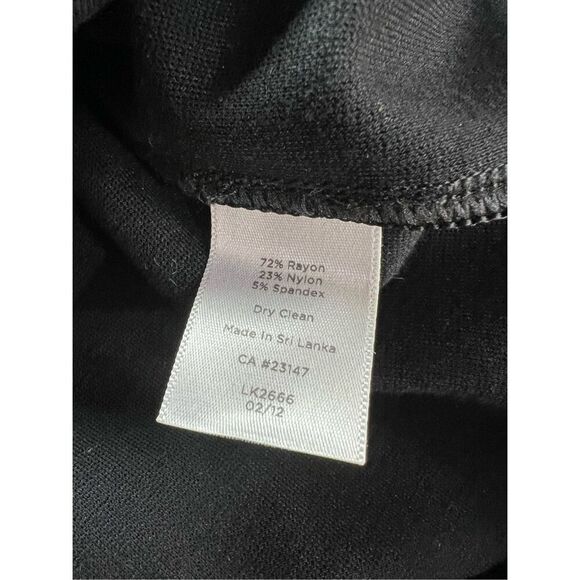 72% Rayon
23% Nylon
5% Spandex
Dry Clean
Made In Sri Lanka
CA #23147
LK2666
02/12